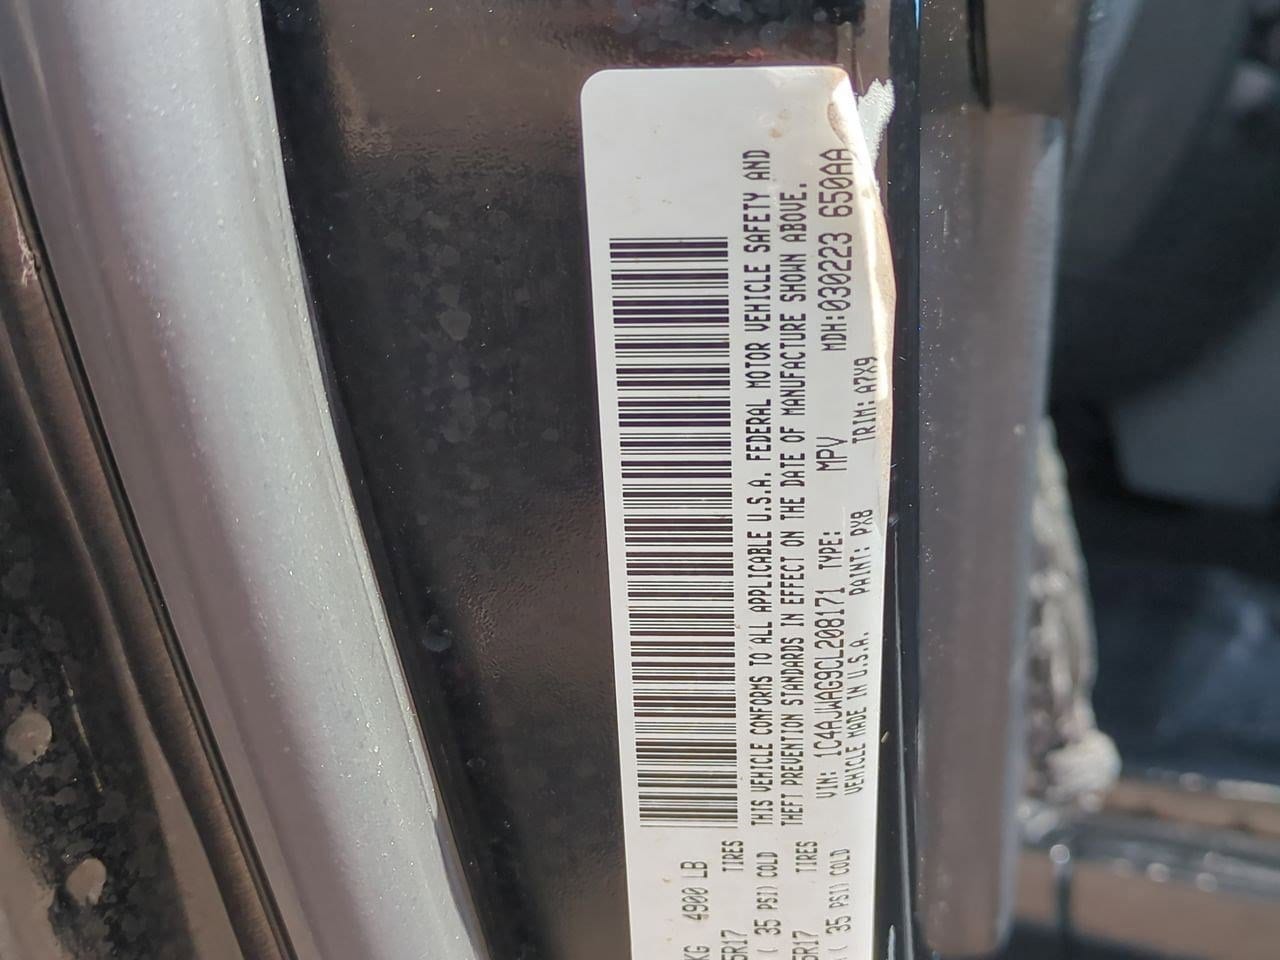 KG 4900 LB
5R17 TIRES
( 35 PSI) COLD
5R17 TIRES
( 35 PSI) COLD
THIS VEHICLE CONFORMS TO ALL APPLICABLE U.S.A. FEDERAL MOTOR VEHICLE SAFETY AND
THEFT PREVENTION STANDARDS IN EFFECT ON THE DATE OF MANUFACTURE SHOWN ABOVE.
VIN: 1C4AJWAG9CL208171 TYPE: MPV MDH:030223 650AA
VEHICLE MADE IN U.S.A. PAINT: PX8 TRIM: A7X9